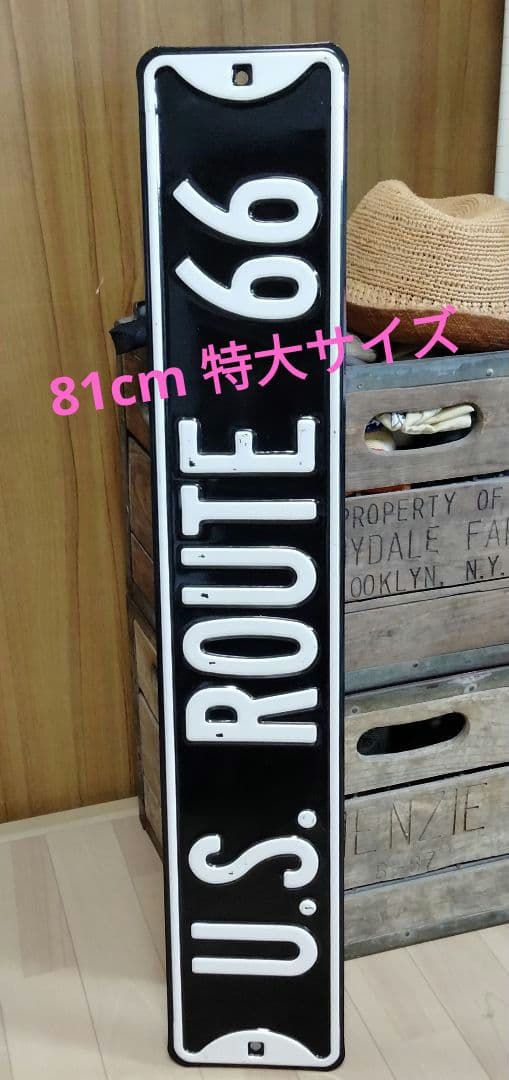 81cm 特大サイズ
U.S. ROUTE 66
PROPERTY OF
YDALE FA
OOKLYN, N.Y.
ENZIE